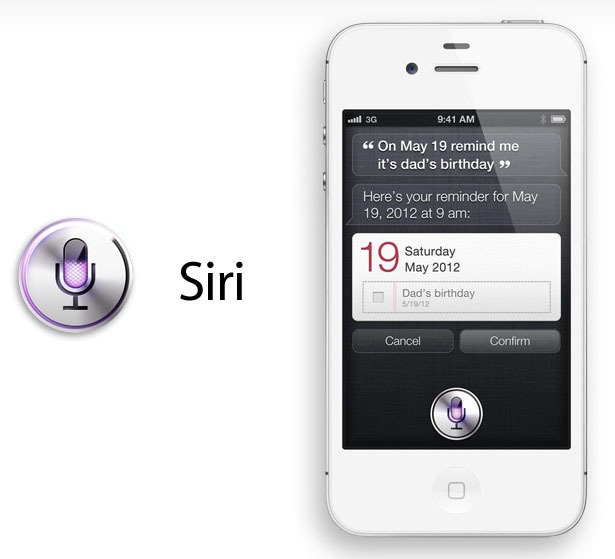 Siri
3G 9:41 AM
“ On May 19 remind me
it's dad's birthday ”
Here's your reminder for May
19, 2012 at 9 am:
19 Saturday
May 2012
Dad's birthday
5/19/12
Cancel Confirm